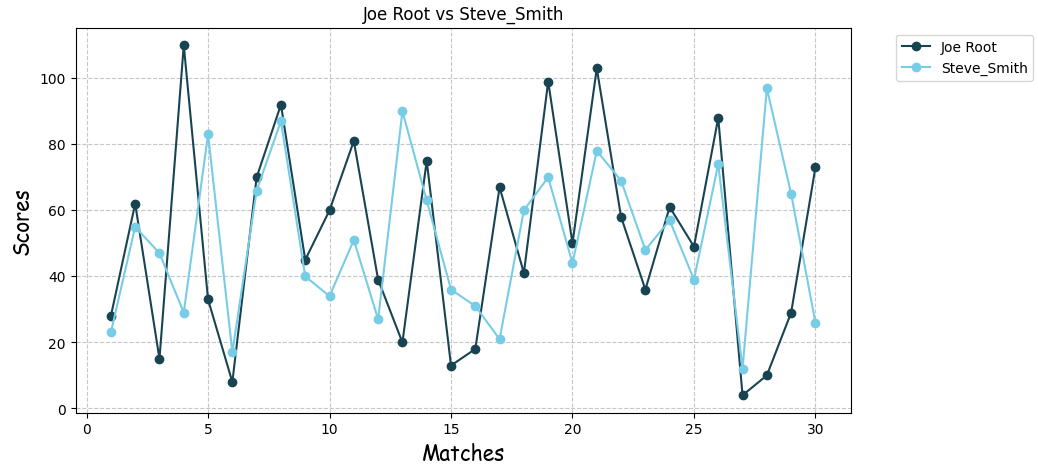 Joe Root vs Steve_Smith
Joe Root
Steve_Smith
Scores
100
80
60
40
20
0
0 5 10 15 20 25 30
Matches